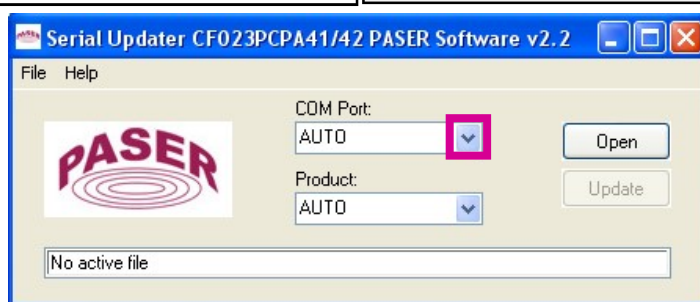 Serial Updater CF023PCPA41/42 PASER Software v2.2
File Help
COM Port:
AUTO
Open
PASER
Product:
AUTO
Update
No active file